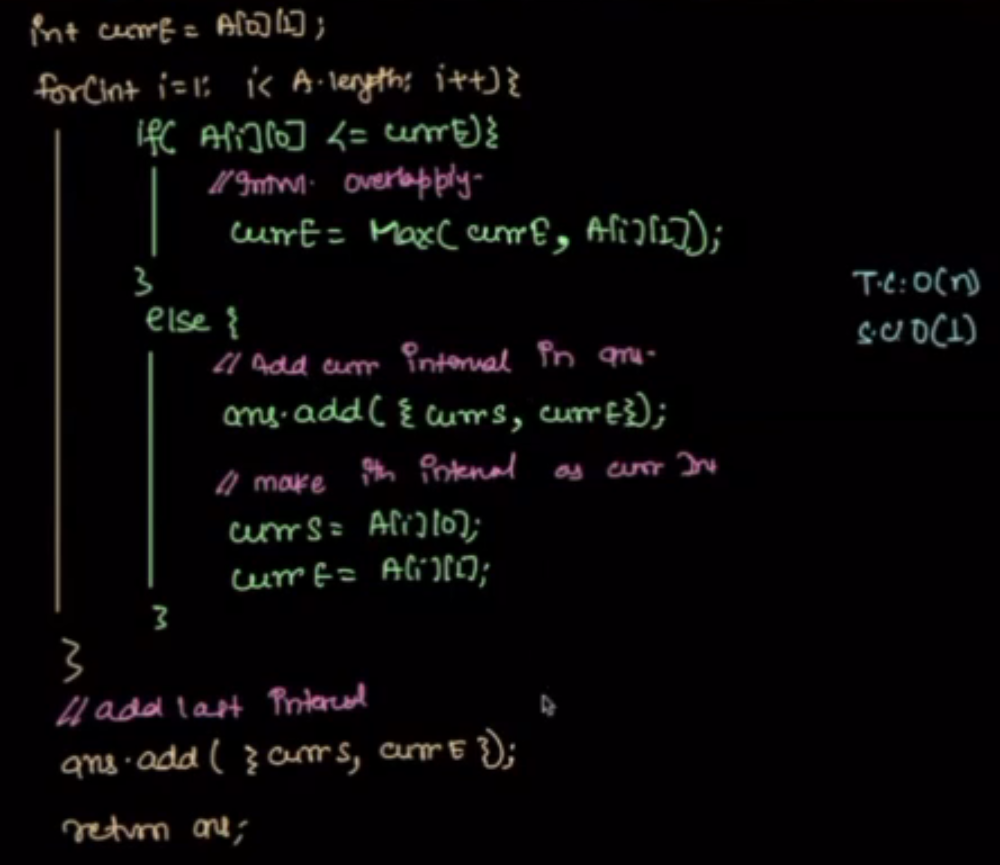 int currE = A[0][1];
for(int i=1; i< A.length; i++){
if( A[i][0] <= currE){
// overlapply.
currE = Max( currE, A[i][1]);
}
T.C: O(n)
S.C/ O(1)
else {
// Add curr interval in ans.
ans.add( { currS, currE});
// make ith interval as curr Int
currS = A[i][0];
currE = A[i][1];
}
}
// add last interval
ans.add( { currS, currE });
return ans;